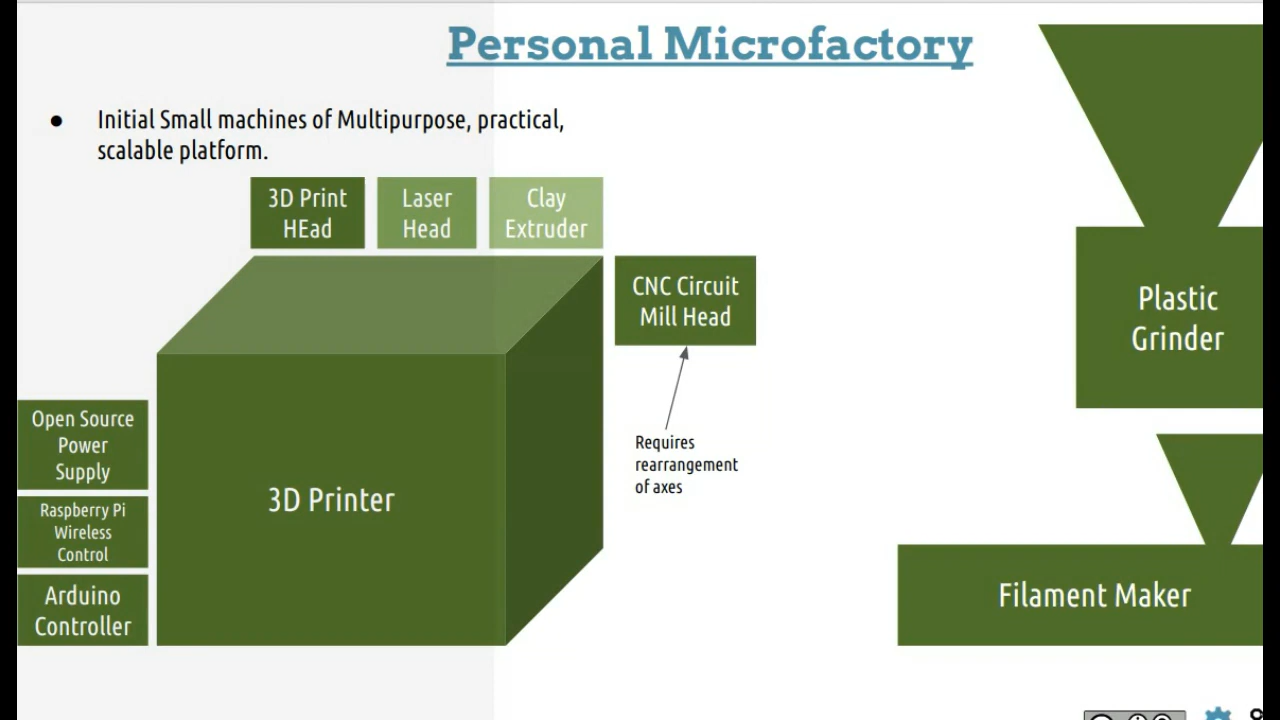 Personal Microfactory
● Initial Small machines of Multipurpose, practical,
scalable platform.
3D Print
HEad
Laser
Head
Clay
Extruder
CNC Circuit
Mill Head
Requires
rearrangement
of axes
Open Source
Power
Supply
Raspberry Pi
Wireless
Control
Arduino
Controller
3D Printer
Plastic
Grinder
Filament Maker